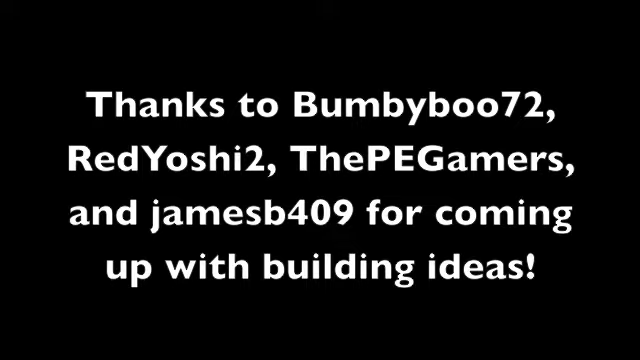 Thanks to Bumbyboo72,
RedYoshi2, ThePEGamers,
and jamesb409 for coming
up with building ideas!